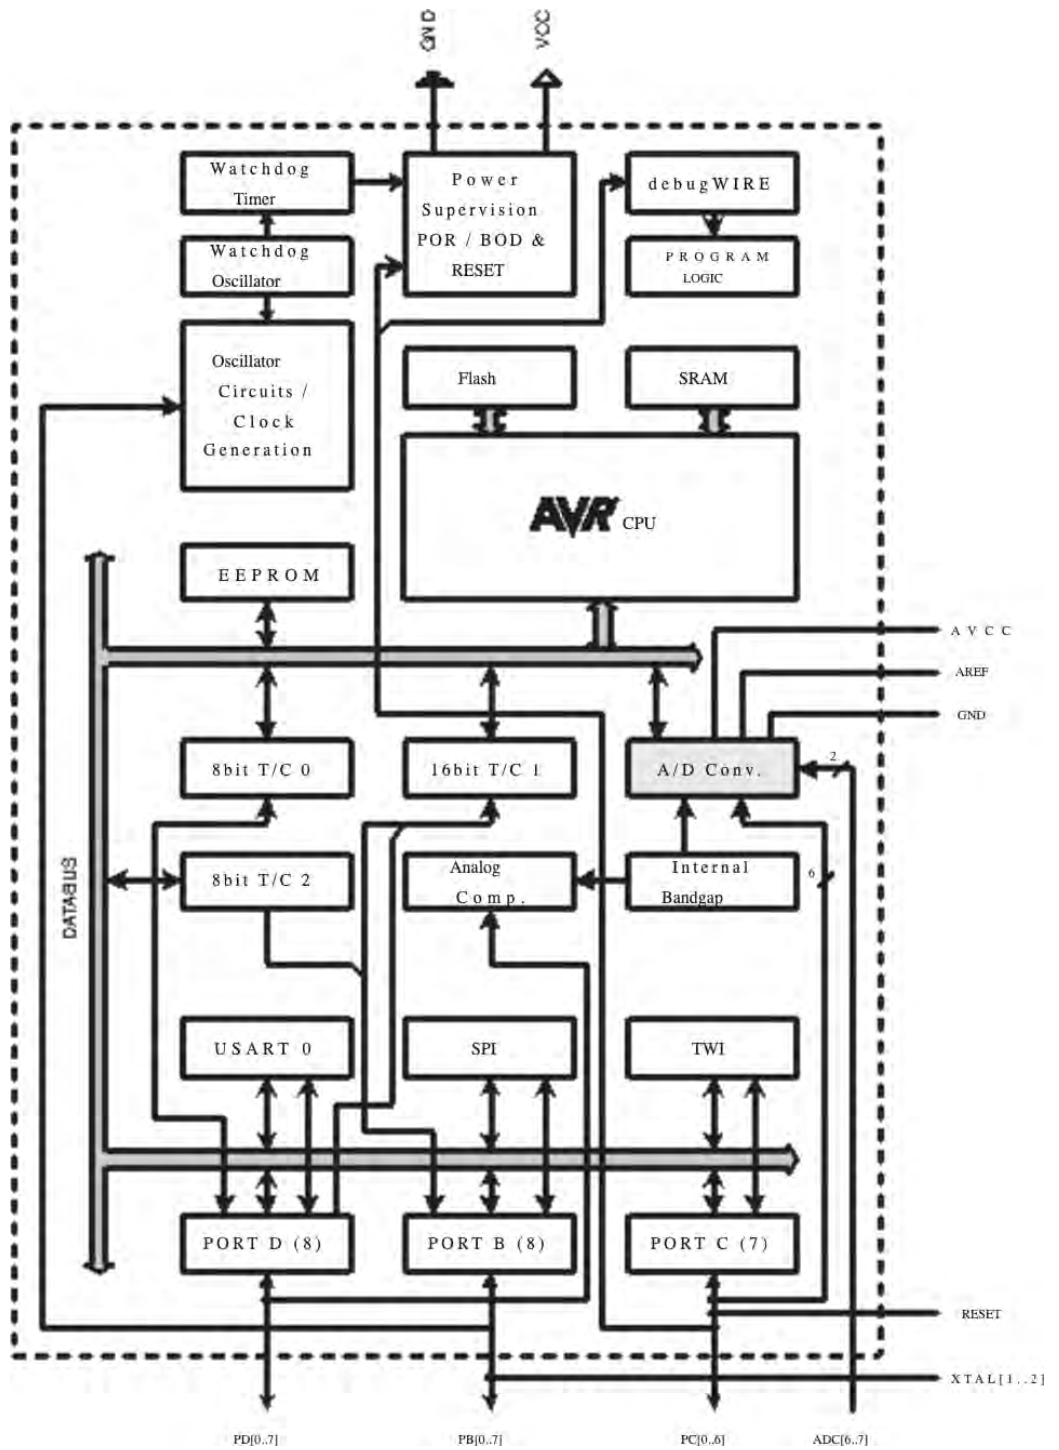 GND
VCC
Watchdog
Timer
Power
Supervision
POR / BOD &
RESET
debugWIRE
Watchdog
Oscillator
PROGRAM
LOGIC
Oscillator
Circuits /
Clock
Generation
Flash
SRAM
AVR CPU
EEPROM
AVCC
AREF
GND
8bit T/C 0
16bit T/C 1
A/D Conv.
2
DATABUS
8bit T/C 2
Analog
Comp.
Internal
Bandgap
6
USART 0
SPI
TWI
PORT D (8)
PORT B (8)
PORT C (7)
RESET
XTAL[1..2]
PD[0..7]
PB[0..7]
PC[0..6]
ADC[6..7]